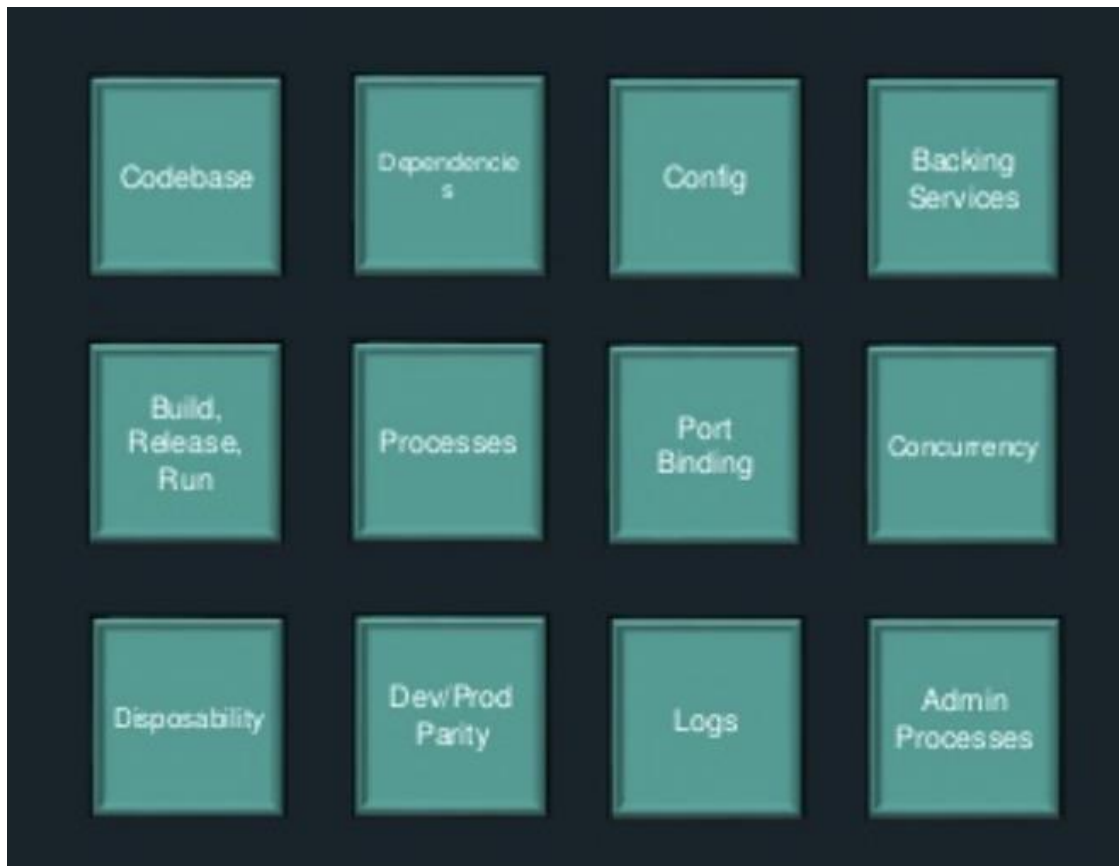 Codebase
Dependencie
s
Config
Backing
Services
Build,
Release,
Run
Processes
Port
Binding
Concurrency
Disposability
Dev/Prod
Parity
Logs
Admin
Processes